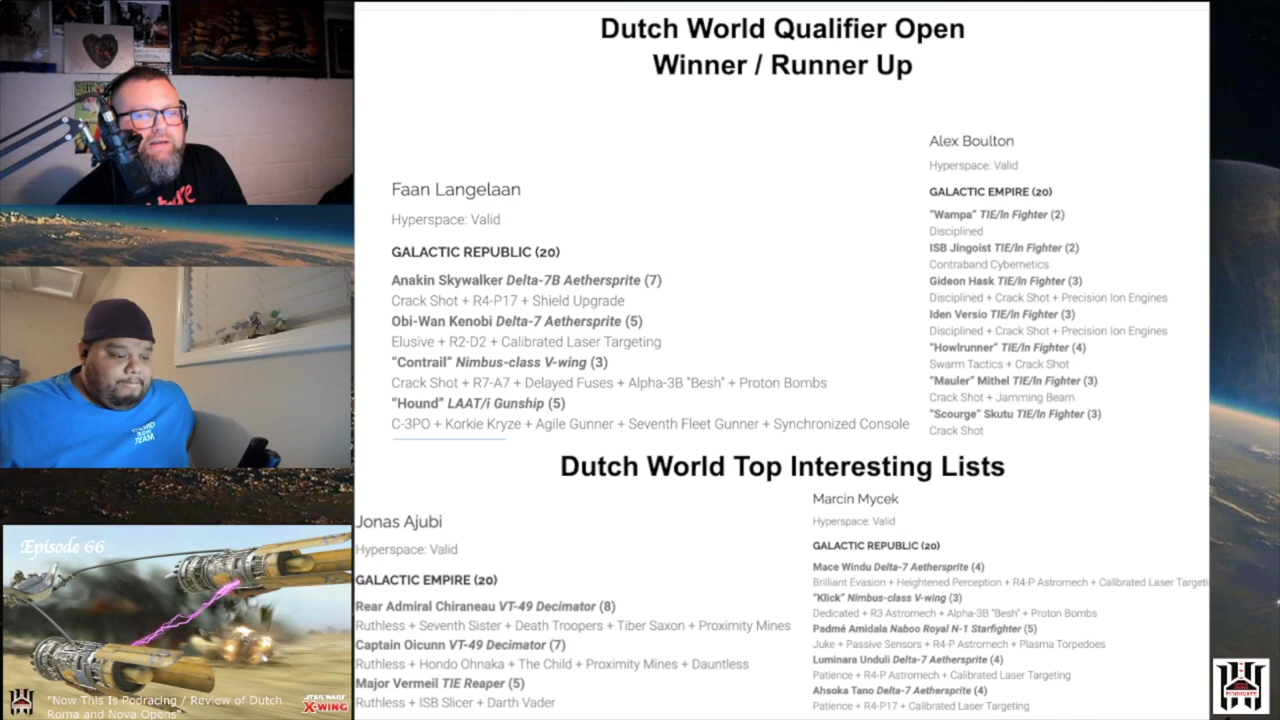 Dutch World Qualifier Open
Winner / Runner Up
Faan Langelaan
Hyperspace: Valid
GALACTIC REPUBLIC (20)
Anakin Skywalker Delta-7B Aethersprite (7)
Crack Shot + R4-P17 + Shield Upgrade
Obi-Wan Kenobi Delta-7 Aethersprite (5)
Elusive + R2-D2 + Calibrated Laser Targeting
“Contrail” Nimbus-class V-wing (3)
Crack Shot + R7-A7 + Delayed Fuses + Alpha-3B "Besh" + Proton Bombs
“Hound” LAAT/i Gunship (5)
C-3PO + Korkie Kryze + Agile Gunner + Seventh Fleet Gunner + Synchronized Console
Alex Boulton
Hyperspace: Valid
GALACTIC EMPIRE (20)
“Wampa” TIE/ln Fighter (2)
Disciplined
ISB Jingoist TIE/ln Fighter (2)
Contraband Cybernetics
Gideon Hask TIE/ln Fighter (3)
Disciplined + Crack Shot + Precision Ion Engines
Iden Versio TIE/ln Fighter (3)
Disciplined + Crack Shot + Precision Ion Engines
“Howlrunner” TIE/ln Fighter (4)
Swarm Tactics + Crack Shot
“Mauler” Mithel TIE/ln Fighter (3)
Crack Shot + Jamming Beam
“Scourge” Skutu TIE/ln Fighter (3)
Crack Shot
Dutch World Top Interesting Lists
Jonas Ajubi
Hyperspace: Valid
GALACTIC EMPIRE (20)
Rear Admiral Chiraneau VT-49 Decimator (8)
Ruthless + Seventh Sister + Death Troopers + Tiber Saxon + Proximity Mines
Captain Oicunn VT-49 Decimator (7)
Ruthless + Hondo Ohnaka + The Child + Proximity Mines + Dauntless
Major Vermeil TIE Reaper (5)
Ruthless + ISB Slicer + Darth Vader
Marcin Mycek
Hyperspace: Valid
GALACTIC REPUBLIC (20)
Mace Windu Delta-7 Aethersprite (4)
Brilliant Evasion + Heightened Perception + R4-P Astromech + Calibrated Laser Targeti
“Klick” Nimbus-class V-wing (3)
Dedicated + R3 Astromech + Alpha-3B "Besh" + Proton Bombs
Padmé Amidala Naboo Royal N-1 Starfighter (5)
Juke + Passive Sensors + R4-P Astromech + Plasma Torpedoes
Luminara Unduli Delta-7 Aethersprite (4)
Patience + R4-P Astromech + Calibrated Laser Targeting
Ahsoka Tano Delta-7 Aethersprite (4)
Patience + R4-P17 + Calibrated Laser Targeting
Episode 66
"Now This Is Podracing / Review of Dutch
Roma and Nova Opens"
STAR WARS
X-WING
TEAM